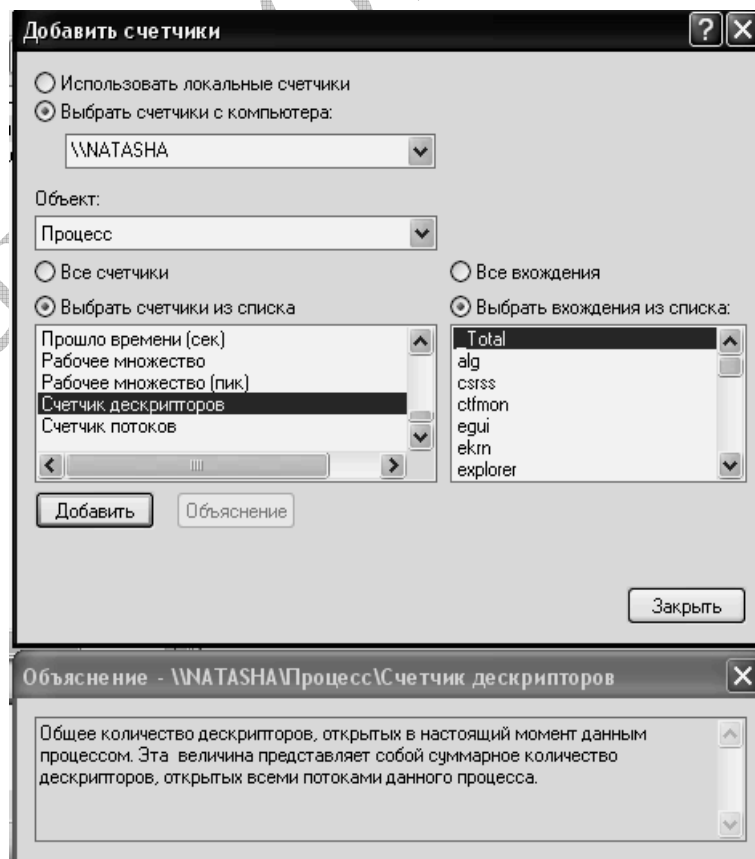 Добавить счетчики
Использовать локальные счетчики
Выбрать счетчики с компьютера:
\\NATASHA
Объект:
Процесс
Все счетчики
Выбрать счетчики из списка
Прошло времени (сек)
Рабочее множество
Рабочее множество (пик)
Счетчик дескрипторов
Счетчик потоков
Все вхождения
Выбрать вхождения из списка:
_Total
alg
csrss
ctfmon
egui
ekrn
explorer
Добавить
Объяснение
Закрыть
Объяснение - \\NATASHA\Процесс\Счетчик дескрипторов
Общее количество дескрипторов, открытых в настоящий момент данным
процессом. Эта величина представляет собой суммарное количество
дескрипторов, открытых всеми потоками данного процесса.